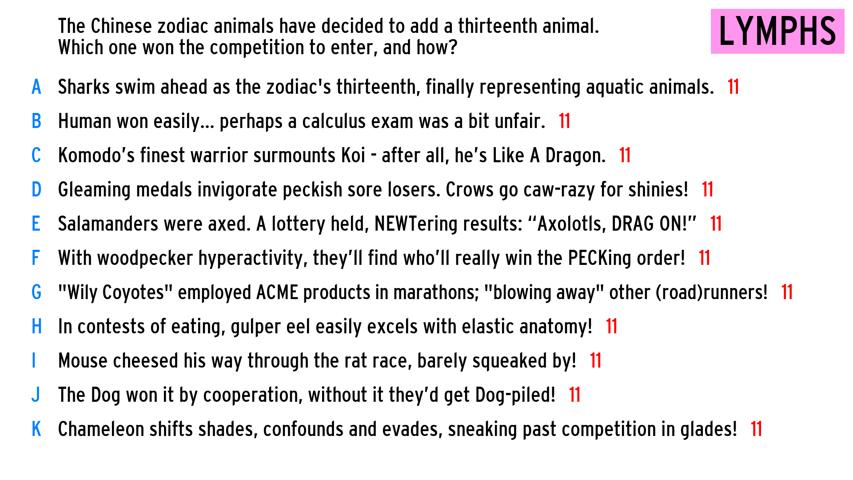 The Chinese zodiac animals have decided to add a thirteenth animal.
Which one won the competition to enter, and how?
LYMPHS
A Sharks swim ahead as the zodiac's thirteenth, finally representing aquatic animals. 11
B Human won easily... perhaps a calculus exam was a bit unfair. 11
C Komodo's finest warrior surmounts Koi - after all, he's Like A Dragon. 11
D Gleaming medals invigorate peckish sore losers. Crows go caw-razy for shinies! 11
E Salamanders were axed. A lottery held, NEWTering results: “Axolotls, DRAG ON!” 11
F With woodpecker hyperactivity, they'll find who'll really win the PECKing order! 11
G "Wily Coyotes" employed ACME products in marathons; "blowing away" other (road)runners! 11
H In contests of eating, gulper eel easily excels with elastic anatomy! 11
I Mouse cheesed his way through the rat race, barely squeaked by! 11
J The Dog won it by cooperation, without it they'd get Dog-piled! 11
K Chameleon shifts shades, confounds and evades, sneaking past competition in glades! 11